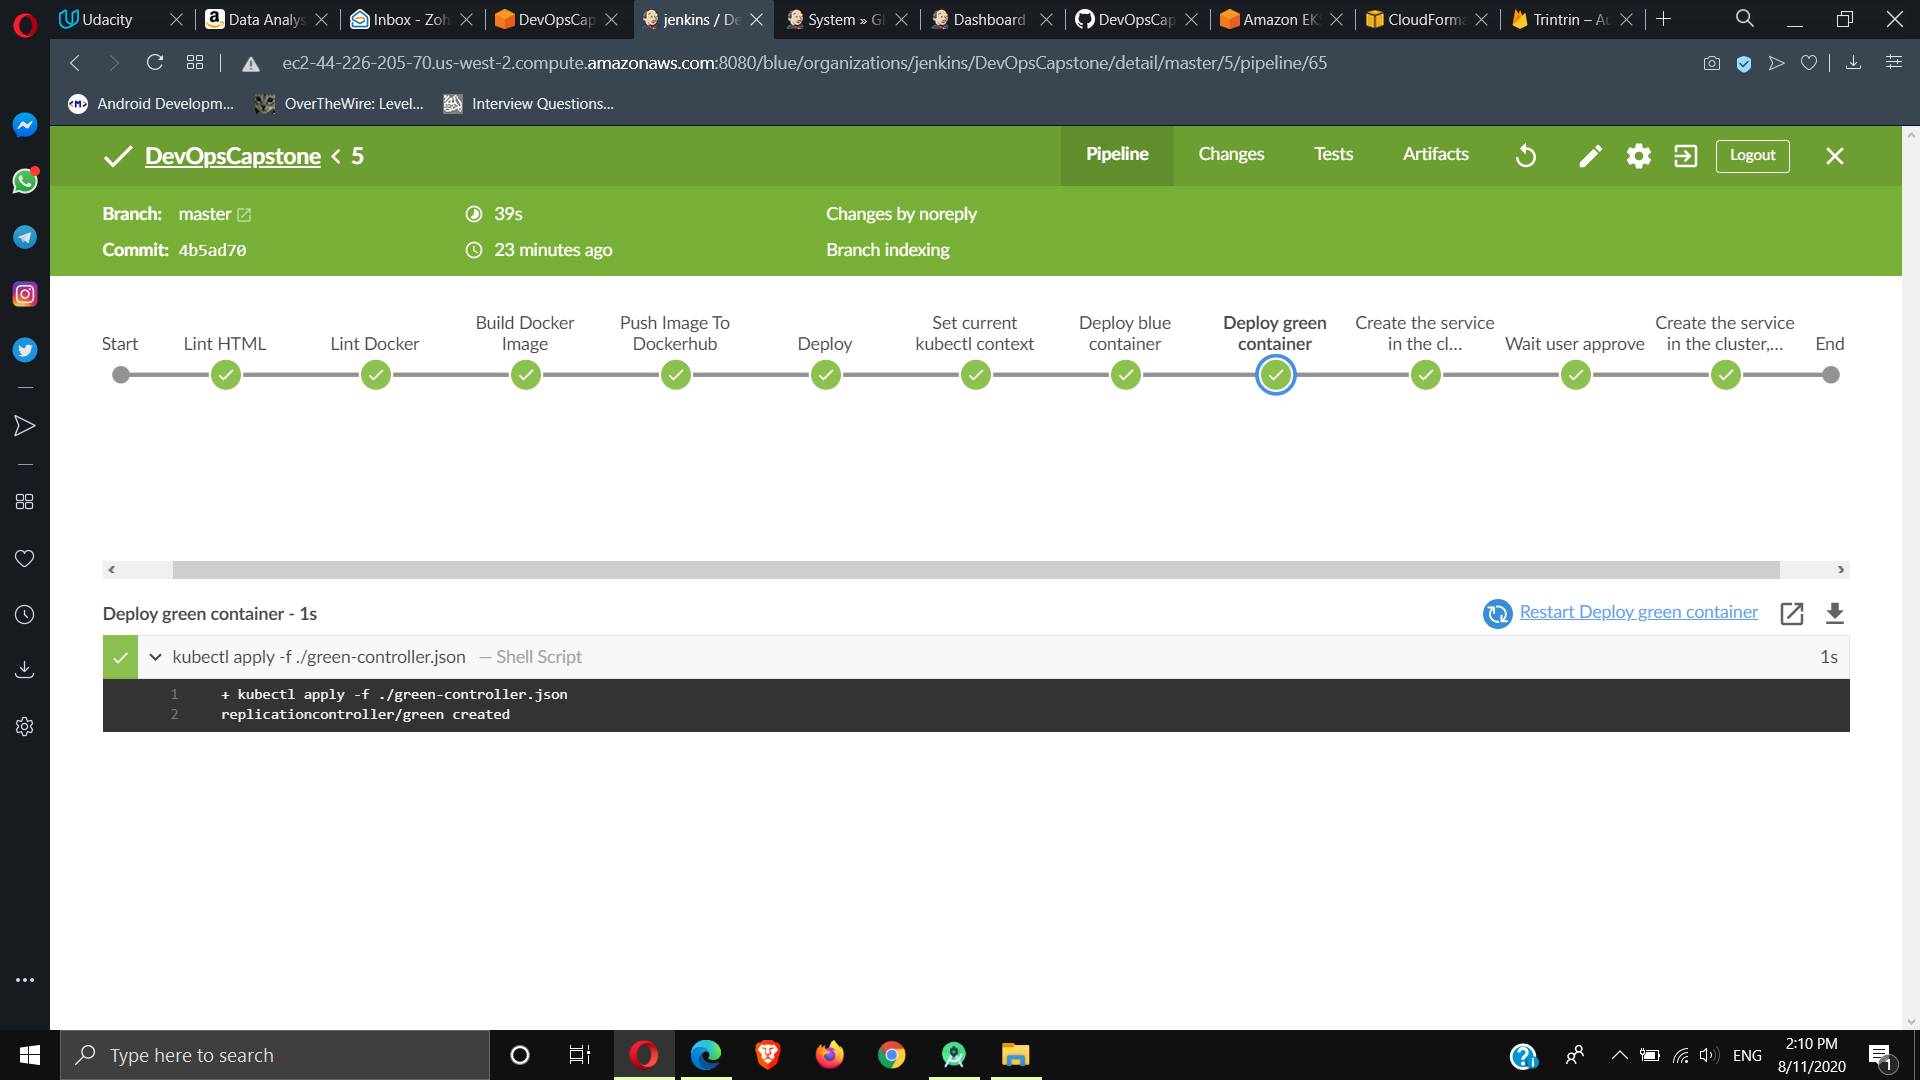 Udacity
Data Analys
Inbox - Zoh
DevOpsCap
jenkins / De
System » Gl
Dashboard
DevOpsCap
Amazon EKS
CloudForma
Trintrin – Au
ec2-44-226-205-70.us-west-2.compute.amazonaws.com:8080/blue/organizations/jenkins/DevOpsCapstone/detail/master/5/pipeline/65
Android Developm...
OverTheWire: Level...
Interview Questions...
DevOpsCapstone < 5
Pipeline
Changes
Tests
Artifacts
Logout
Branch: master
39s
Changes by noreply
Commit: 4b5ad70
23 minutes ago
Branch indexing
Start
Lint HTML
Lint Docker
Build Docker
Image
Push Image To
Dockerhub
Deploy
Set current
kubectl context
Deploy blue
container
Deploy green
container
Create the service
in the cl...
Wait user approve
Create the service
in the cluster,...
End
Deploy green container - 1s
Restart Deploy green container
kubectl apply -f ./green-controller.json — Shell Script
1s
1 + kubectl apply -f ./green-controller.json
2 replicationcontroller/green created
Type here to search
ENG
2:10 PM
8/11/2020
1